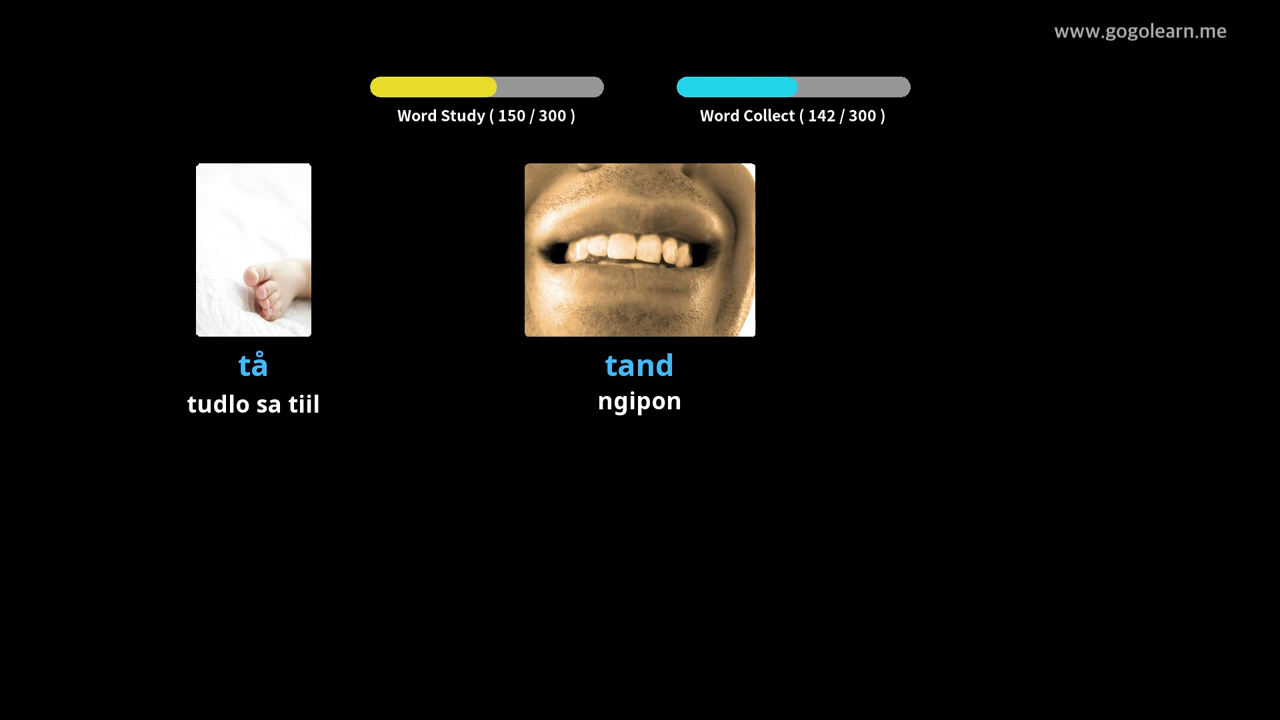 www.gogolearn.me
Word Study ( 150 / 300 )
Word Collect ( 142 / 300 )
tå
tudlo sa tiil
tand
ngipon